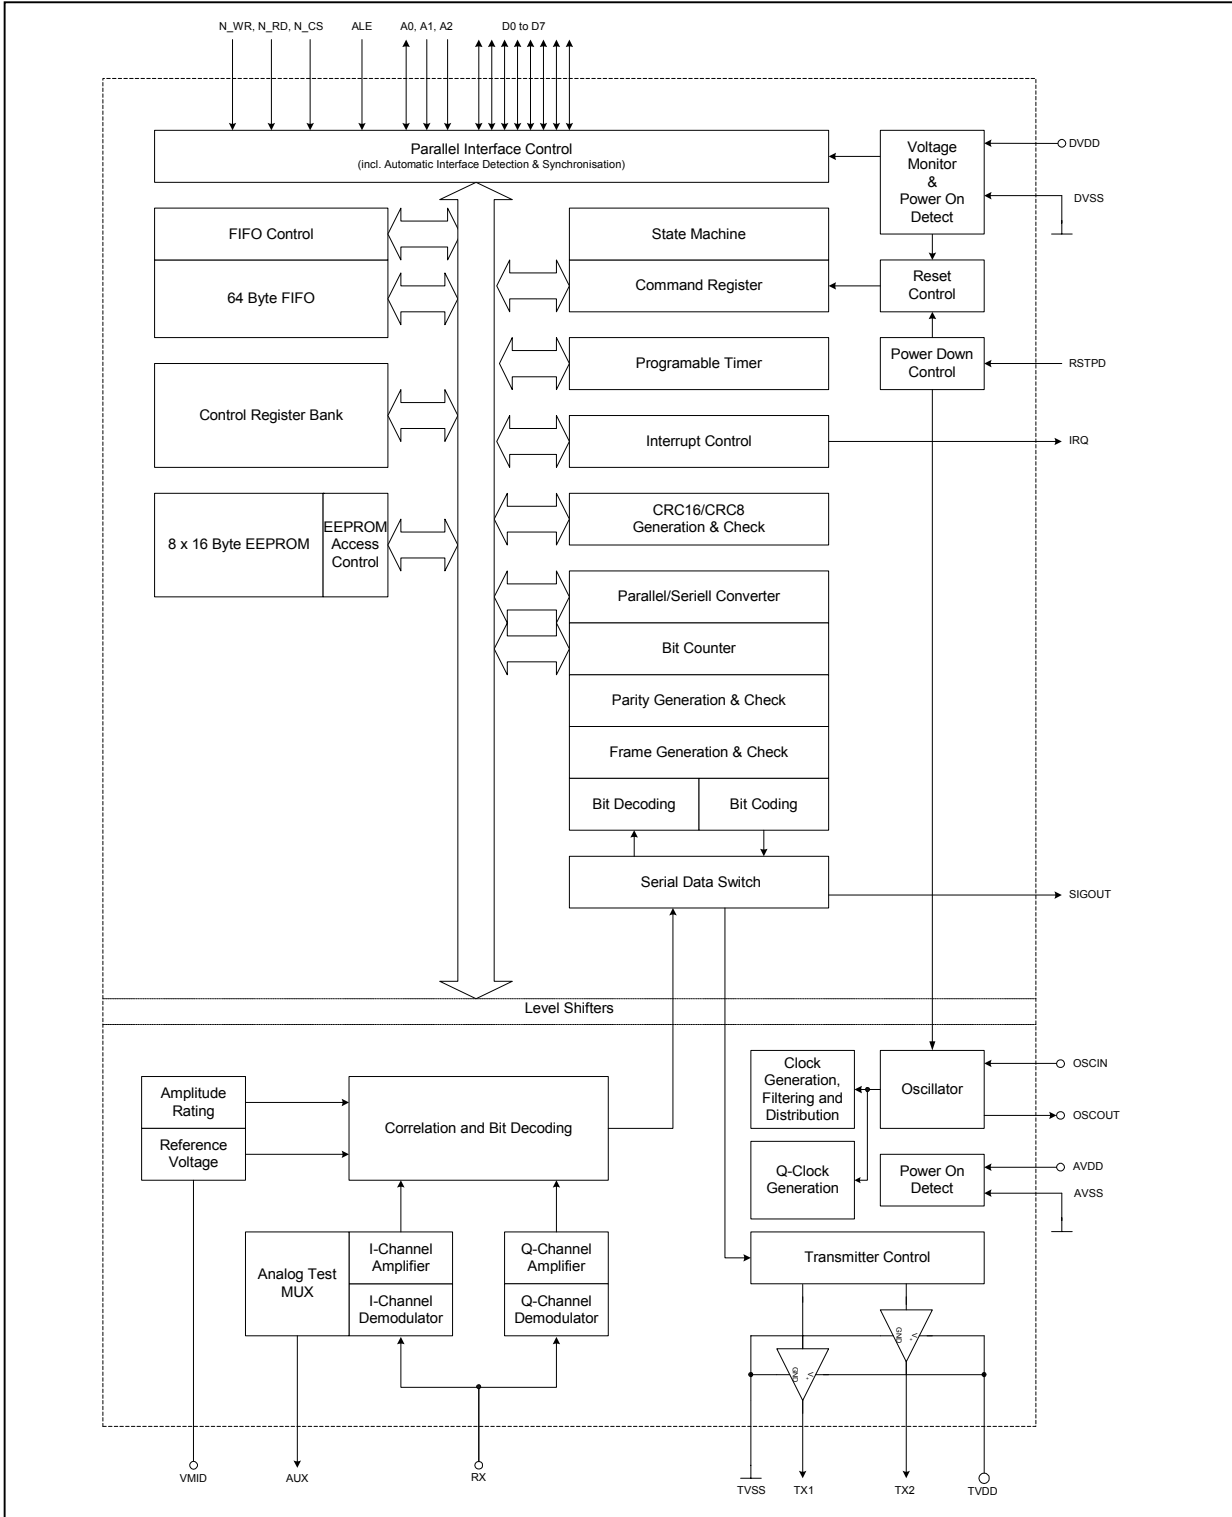 N_WR, N_RD, N_CS
ALE
A0, A1, A2
D0 to D7
Parallel Interface Control
(incl. Automatic Interface Detection & Synchronisation)
Voltage
Monitor
&
Power On
Detect
DVDD
DVSS
FIFO Control
State Machine
64 Byte FIFO
Command Register
Reset
Control
Programable Timer
Power Down
Control
RSTPD
Control Register Bank
Interrupt Control
IRQ
8 x 16 Byte EEPROM
EEPROM
Access
Control
CRC16/CRC8
Generation & Check
Parallel/Seriell Converter
Bit Counter
Parity Generation & Check
Frame Generation & Check
Bit Decoding
Bit Coding
Serial Data Switch
SIGOUT
Level Shifters
Amplitude
Rating
Reference
Voltage
Correlation and Bit Decoding
Clock
Generation,
Filtering and
Distribution
Oscillator
OSCIN
OSCOUT
Q-Clock
Generation
Power On
Detect
AVDD
AVSS
Analog Test
MUX
I-Channel
Amplifier
I-Channel
Demodulator
Q-Channel
Amplifier
Q-Channel
Demodulator
Transmitter Control
GND
V+
GND
V+
VMID
AUX
RX
TVSS
TX1
TX2
TVDD